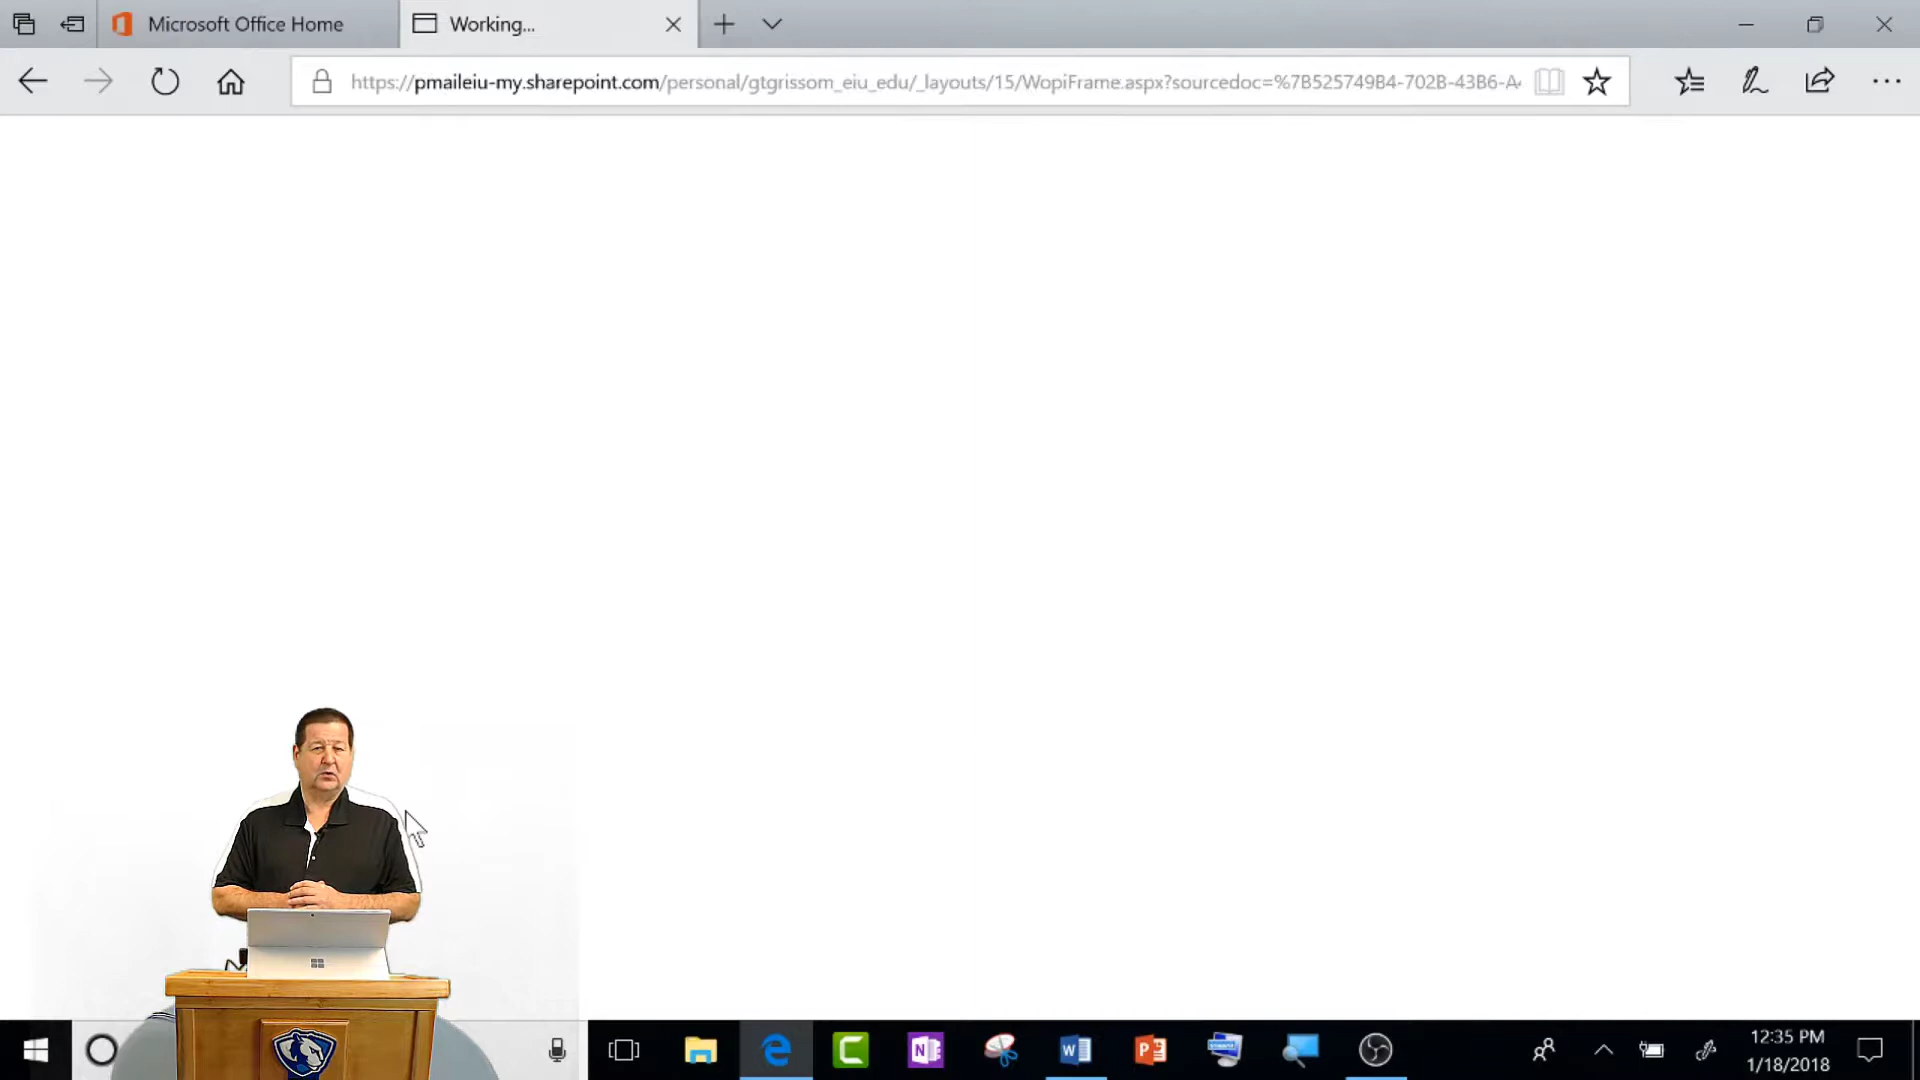 Microsoft Office Home
Working...
https://pmaileiu-my.sharepoint.com/personal/gtgrissom_eiu_edu/_layouts/15/WopiFrame.aspx?sourcedoc=%7B525749B4-702B-43B6-A4
12:35 PM
1/18/2018